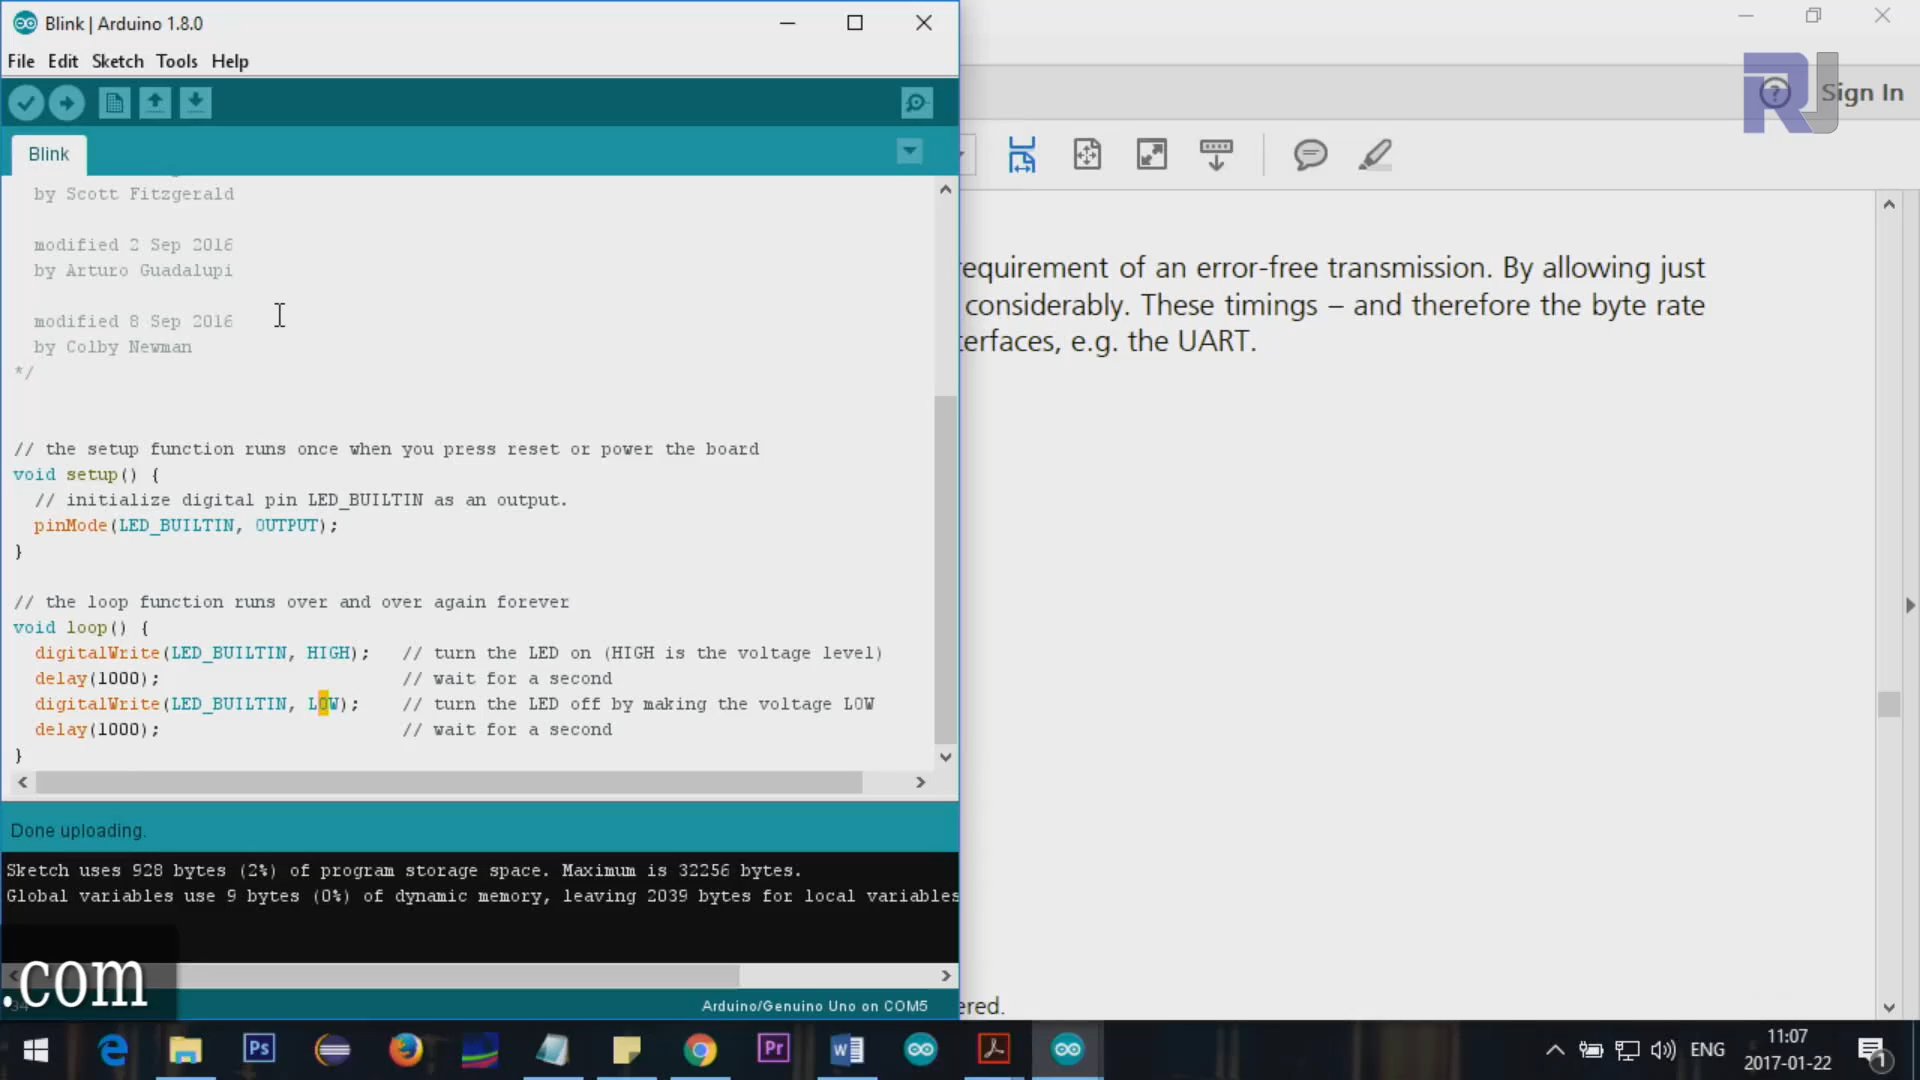 Blink | Arduino 1.8.0
File Edit Sketch Tools Help
Blink
by Scott Fitzgerald
modified 2 Sep 2016
by Arturo Guadalupi
modified 8 Sep 2016
by Colby Newman
*/
// the setup function runs once when you press reset or power the board
void setup() {
// initialize digital pin LED_BUILTIN as an output.
pinMode(LED_BUILTIN, OUTPUT);
}
// the loop function runs over and over again forever
void loop() {
digitalWrite(LED_BUILTIN, HIGH); // turn the LED on (HIGH is the voltage level)
delay(1000); // wait for a second
digitalWrite(LED_BUILTIN, LOW); // turn the LED off by making the voltage LOW
delay(1000); // wait for a second
}
Done uploading.
Sketch uses 928 bytes (2%) of program storage space. Maximum is 32256 bytes.
Global variables use 9 bytes (0%) of dynamic memory, leaving 2039 bytes for local variables
.com
Arduino/Genuino Uno on COM5
RJ
Sign In
equirement of an error-free transmission. By allowing just
considerably. These timings – and therefore the byte rate
terfaces, e.g. the UART.
ered.
Ps
Pr
ENG
11:07
2017-01-22
1